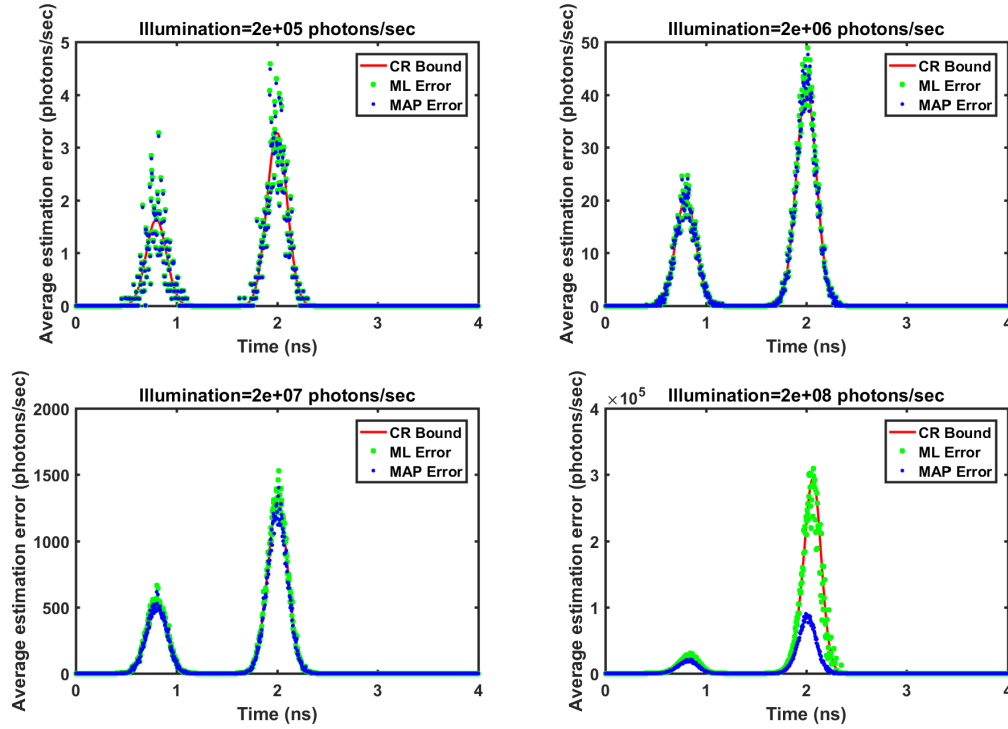 Illumination=2e+05 photons/sec
Average estimation error (photons/sec)
5
4
3
2
1
0
0 1 2 3 4
Time (ns)
CR Bound
ML Error
MAP Error
Illumination=2e+06 photons/sec
Average estimation error (photons/sec)
50
40
30
20
10
0
0 1 2 3 4
Time (ns)
CR Bound
ML Error
MAP Error
Illumination=2e+07 photons/sec
Average estimation error (photons/sec)
2000
1500
1000
500
0
0 1 2 3 4
Time (ns)
CR Bound
ML Error
MAP Error
×10⁵
Illumination=2e+08 photons/sec
Average estimation error (photons/sec)
4
3
2
1
0
0 1 2 3 4
Time (ns)
CR Bound
ML Error
MAP Error